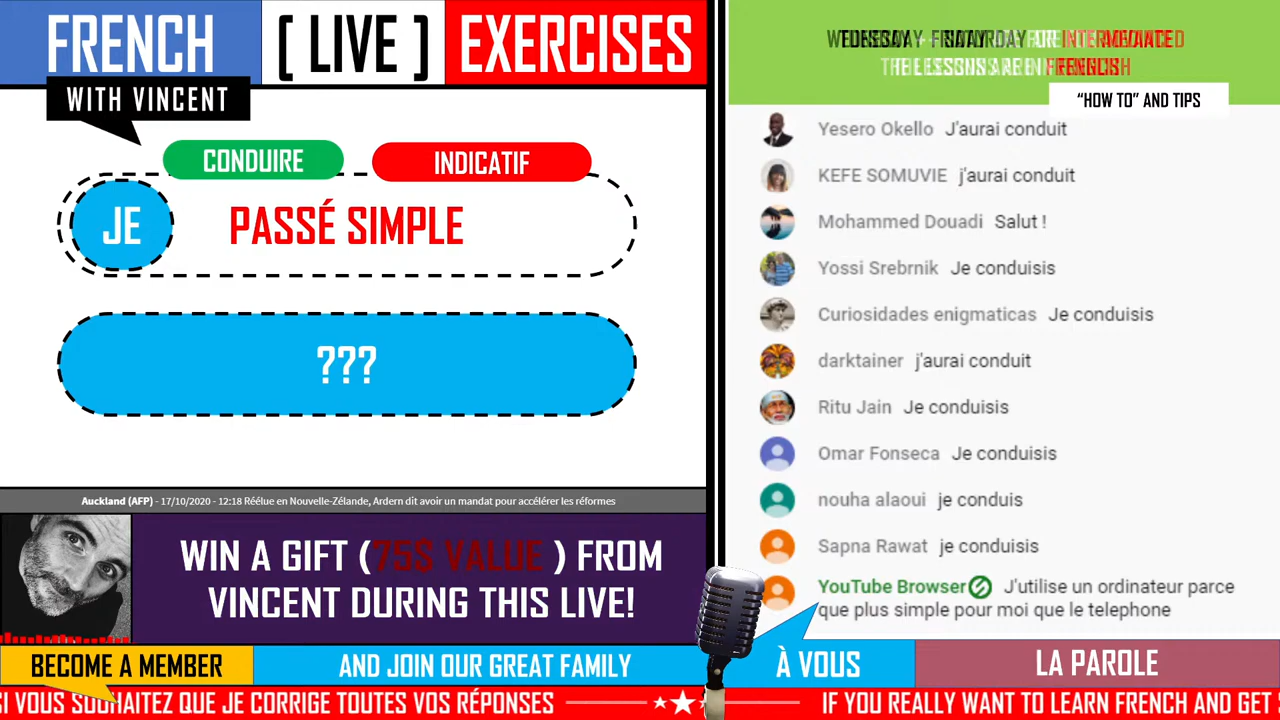 FRENCH
[ LIVE ]
EXERCISES
WITH VINCENT
CONDUIRE
INDICATIF
JE
PASSÉ SIMPLE
???
Auckland (AFP) - 17/10/2020 - 12:18 Réélue en Nouvelle-Zélande, Ardern dit avoir un mandat pour accélérer les réformes
WIN A GIFT (75$ VALUE ) FROM
VINCENT DURING THIS LIVE!
BECOME A MEMBER
AND JOIN OUR GREAT FAMILY
SI VOUS SOUHAITEZ QUE JE CORRIGE TOUTES VOS RÉPONSES
"HOW TO" AND TIPS
Yesero Okello J'aurai conduit
KEFE SOMUVIE j'aurai conduit
Mohammed Douadi Salut !
Yossi Srebrnik Je conduisis
Curiosidades enigmaticas Je conduisis
darktainer j'aurai conduit
Ritu Jain Je conduisis
Omar Fonseca Je conduisis
nouha alaoui je conduis
Sapna Rawat je conduisis
YouTube Browser J'utilise un ordinateur parce
que plus simple pour moi que le telephone
À VOUS
LA PAROLE
IF YOU REALLY WANT TO LEARN FRENCH AND GET